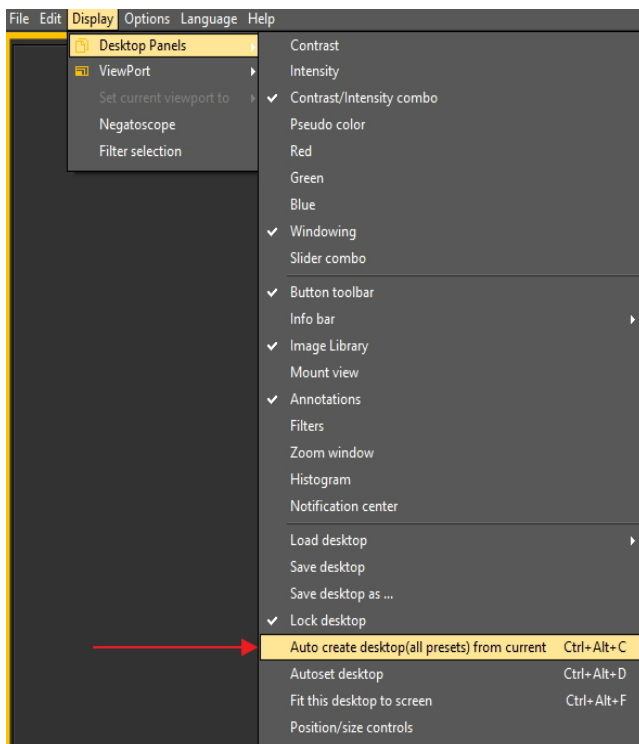 File Edit Display Options Language Help
Desktop Panels
ViewPort
Set current viewport to
Negatoscope
Filter selection
Contrast
Intensity
Contrast/Intensity combo
Pseudo color
Red
Green
Blue
Windowing
Slider combo
Button toolbar
Info bar
Image Library
Mount view
Annotations
Filters
Zoom window
Histogram
Notification center
Load desktop
Save desktop
Save desktop as ...
Lock desktop
Auto create desktop(all presets) from current Ctrl+Alt+C
Autoset desktop Ctrl+Alt+D
Fit this desktop to screen Ctrl+Alt+F
Position/size controls